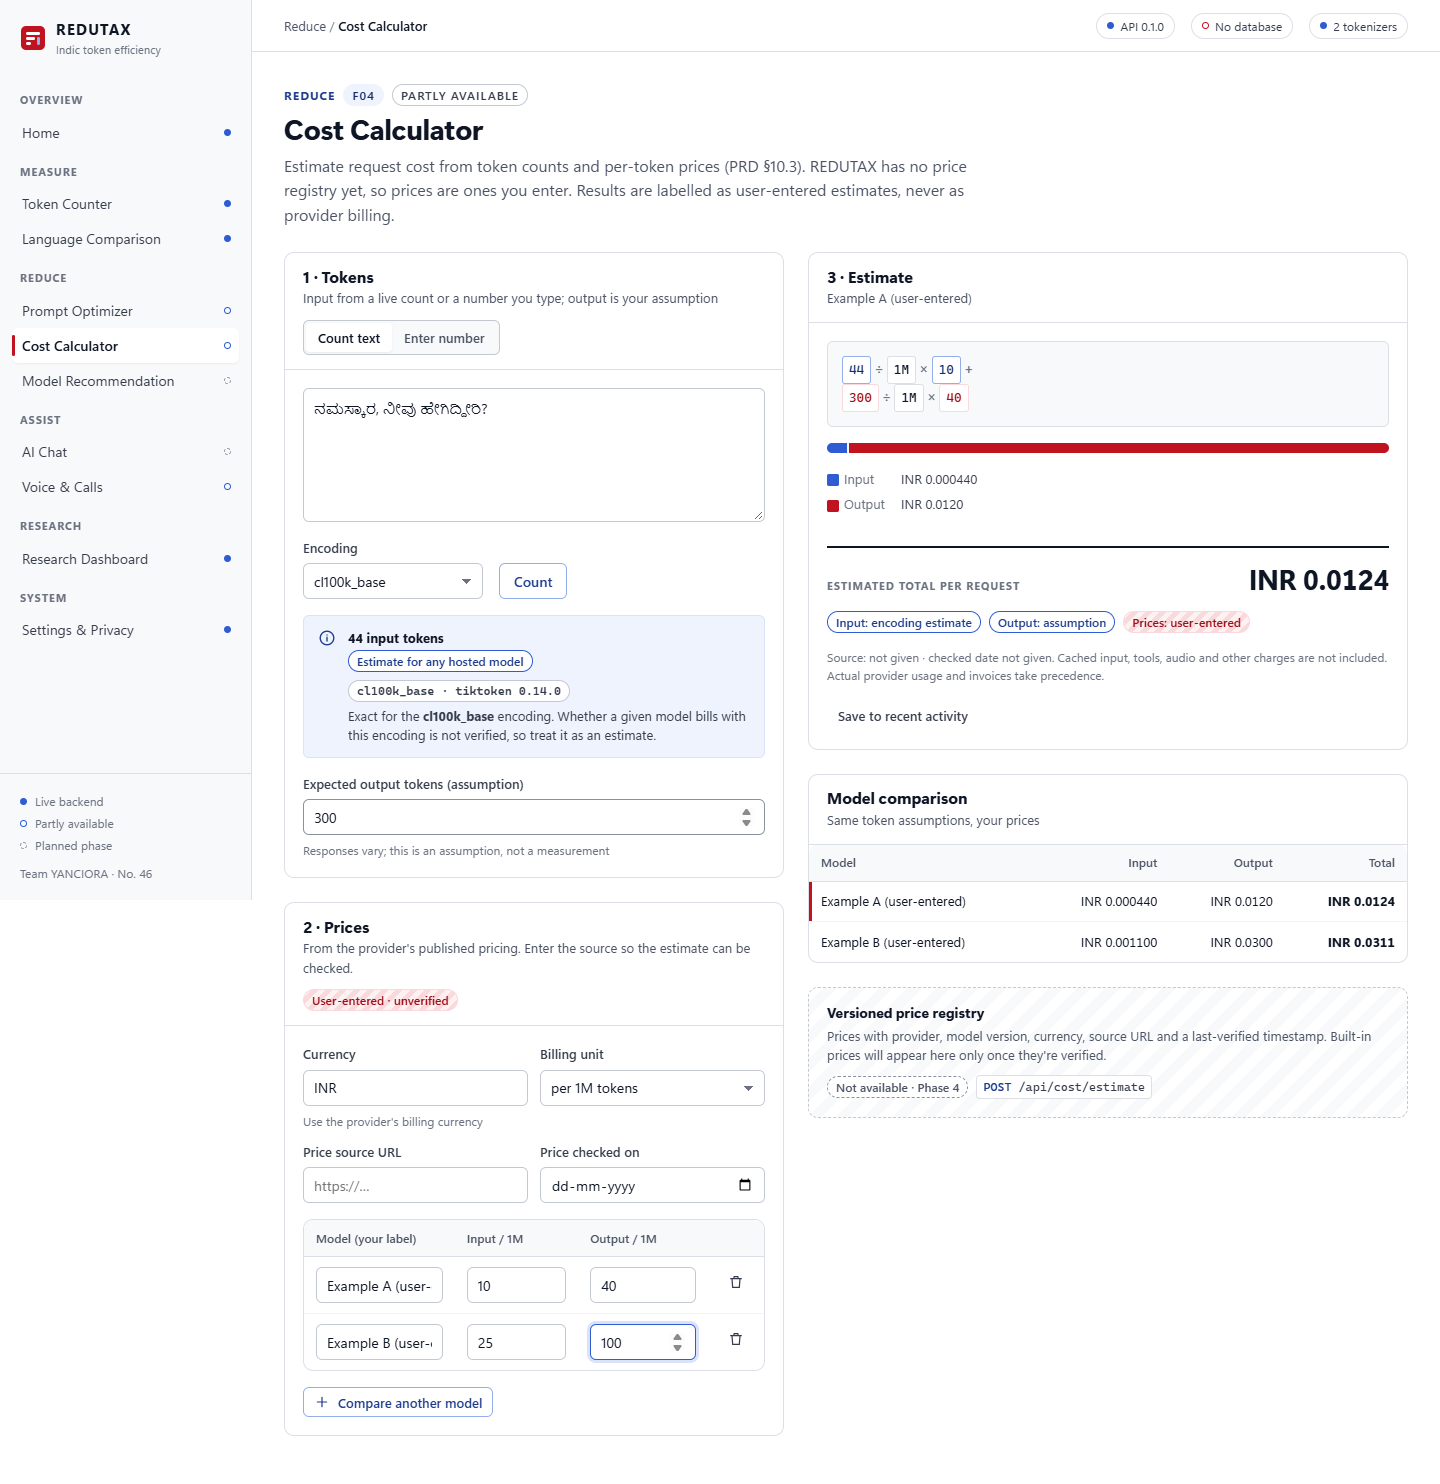 REDUTAX
Indic token efficiency
OVERVIEW
Home
MEASURE
Token Counter
Language Comparison
REDUCE
Prompt Optimizer
Cost Calculator
Model Recommendation
ASSIST
AI Chat
Voice & Calls
RESEARCH
Research Dashboard
SYSTEM
Settings & Privacy
Live backend
Partly available
Planned phase
Team YANCIORA · No. 46
Reduce / Cost Calculator
API 0.1.0
No database
2 tokenizers
REDUCE F04 PARTLY AVAILABLE
Cost Calculator
Estimate request cost from token counts and per-token prices (PRD §10.3). REDUTAX has no price
registry yet, so prices are ones you enter. Results are labelled as user-entered estimates, never as
provider billing.
1 · Tokens
Input from a live count or a number you type; output is your assumption
Count text Enter number
ನಮಸ್ಕಾರ, ನೀವು ಹೇಗಿದ್ದೀರಿ?
Encoding
cl100k_base Count
44 input tokens
Estimate for any hosted model
cl100k_base · tiktoken 0.14.0
Exact for the cl100k_base encoding. Whether a given model bills with
this encoding is not verified, so treat it as an estimate.
Expected output tokens (assumption)
300
Responses vary; this is an assumption, not a measurement
2 · Prices
From the provider's published pricing. Enter the source so the estimate can be
checked.
User-entered · unverified
Currency Billing unit
INR per 1M tokens
Use the provider's billing currency
Price source URL Price checked on
https://... dd-mm-yyyy
Model (your label) Input / 1M Output / 1M
Example A (user- 10 40
Example B (user- 25 100
+ Compare another model
3 · Estimate
Example A (user-entered)
44 ÷ 1M × 10 +
300 ÷ 1M × 40
Input INR 0.000440
Output INR 0.0120
ESTIMATED TOTAL PER REQUEST INR 0.0124
Input: encoding estimate Output: assumption Prices: user-entered
Source: not given · checked date not given. Cached input, tools, audio and other charges are not included.
Actual provider usage and invoices take precedence.
Save to recent activity
Model comparison
Same token assumptions, your prices
Model Input Output Total
Example A (user-entered) INR 0.000440 INR 0.0120 INR 0.0124
Example B (user-entered) INR 0.001100 INR 0.0300 INR 0.0311
Versioned price registry
Prices with provider, model version, currency, source URL and a last-verified timestamp. Built-in
prices will appear here only once they're verified.
Not available · Phase 4 POST /api/cost/estimate